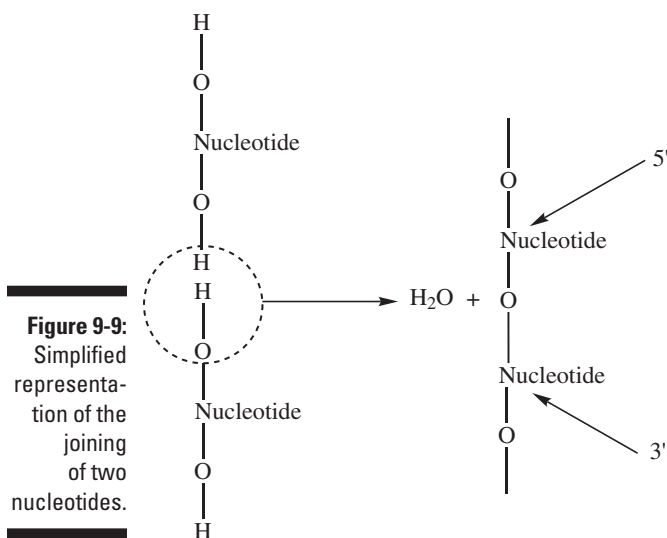 H
O
Nucleotide
O
H
H
O
Nucleotide
O
H
H₂O +
O
Nucleotide
O
Nucleotide
O
5'
3'
Figure 9-9:
Simplified
representa-
tion of the
joining
of two
nucleotides.